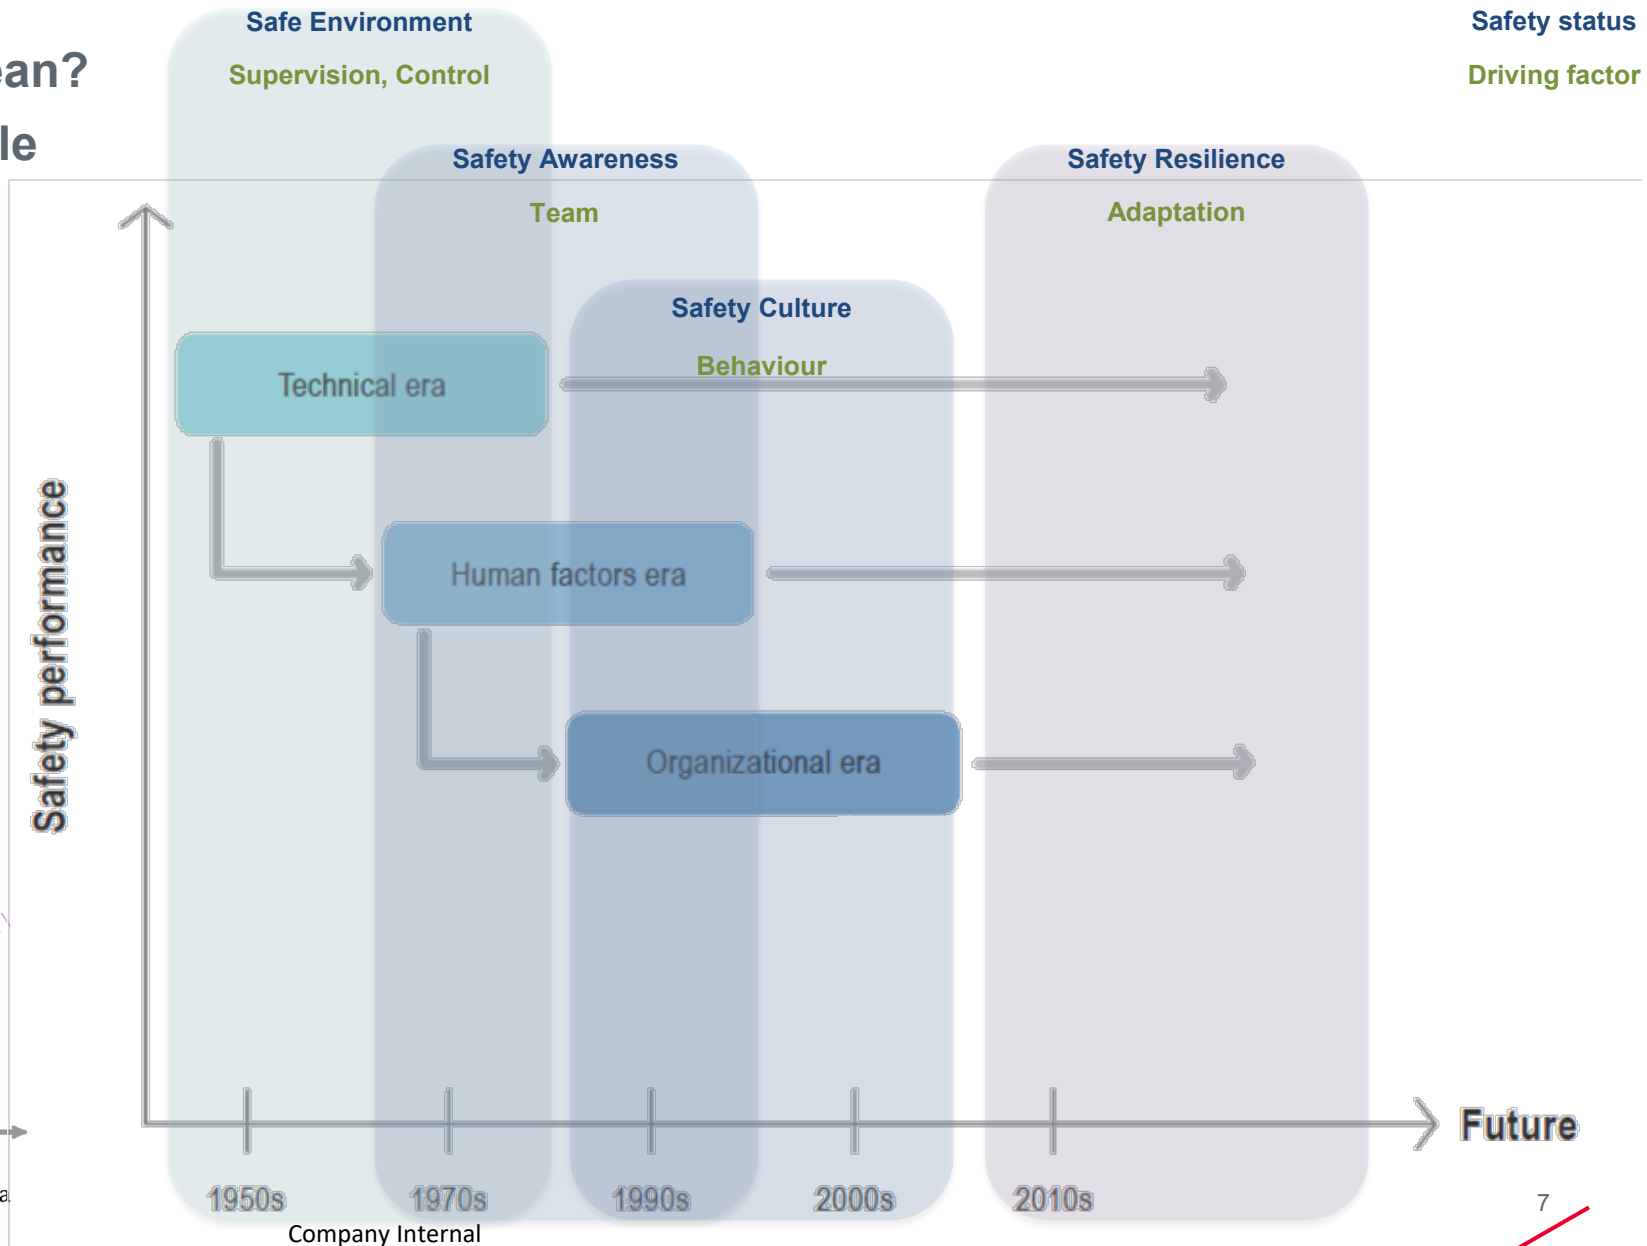 Safe Environment
Safety status
ean?
Supervision, Control
Driving factor
le
Safety Awareness
Safety Resilience
Team
Adaptation
Safety Culture
Behaviour
Technical era
Human factors era
Safety performance
Organizational era
Future
1950s
1970s
1990s
2000s
2010s
a
7
Company Internal